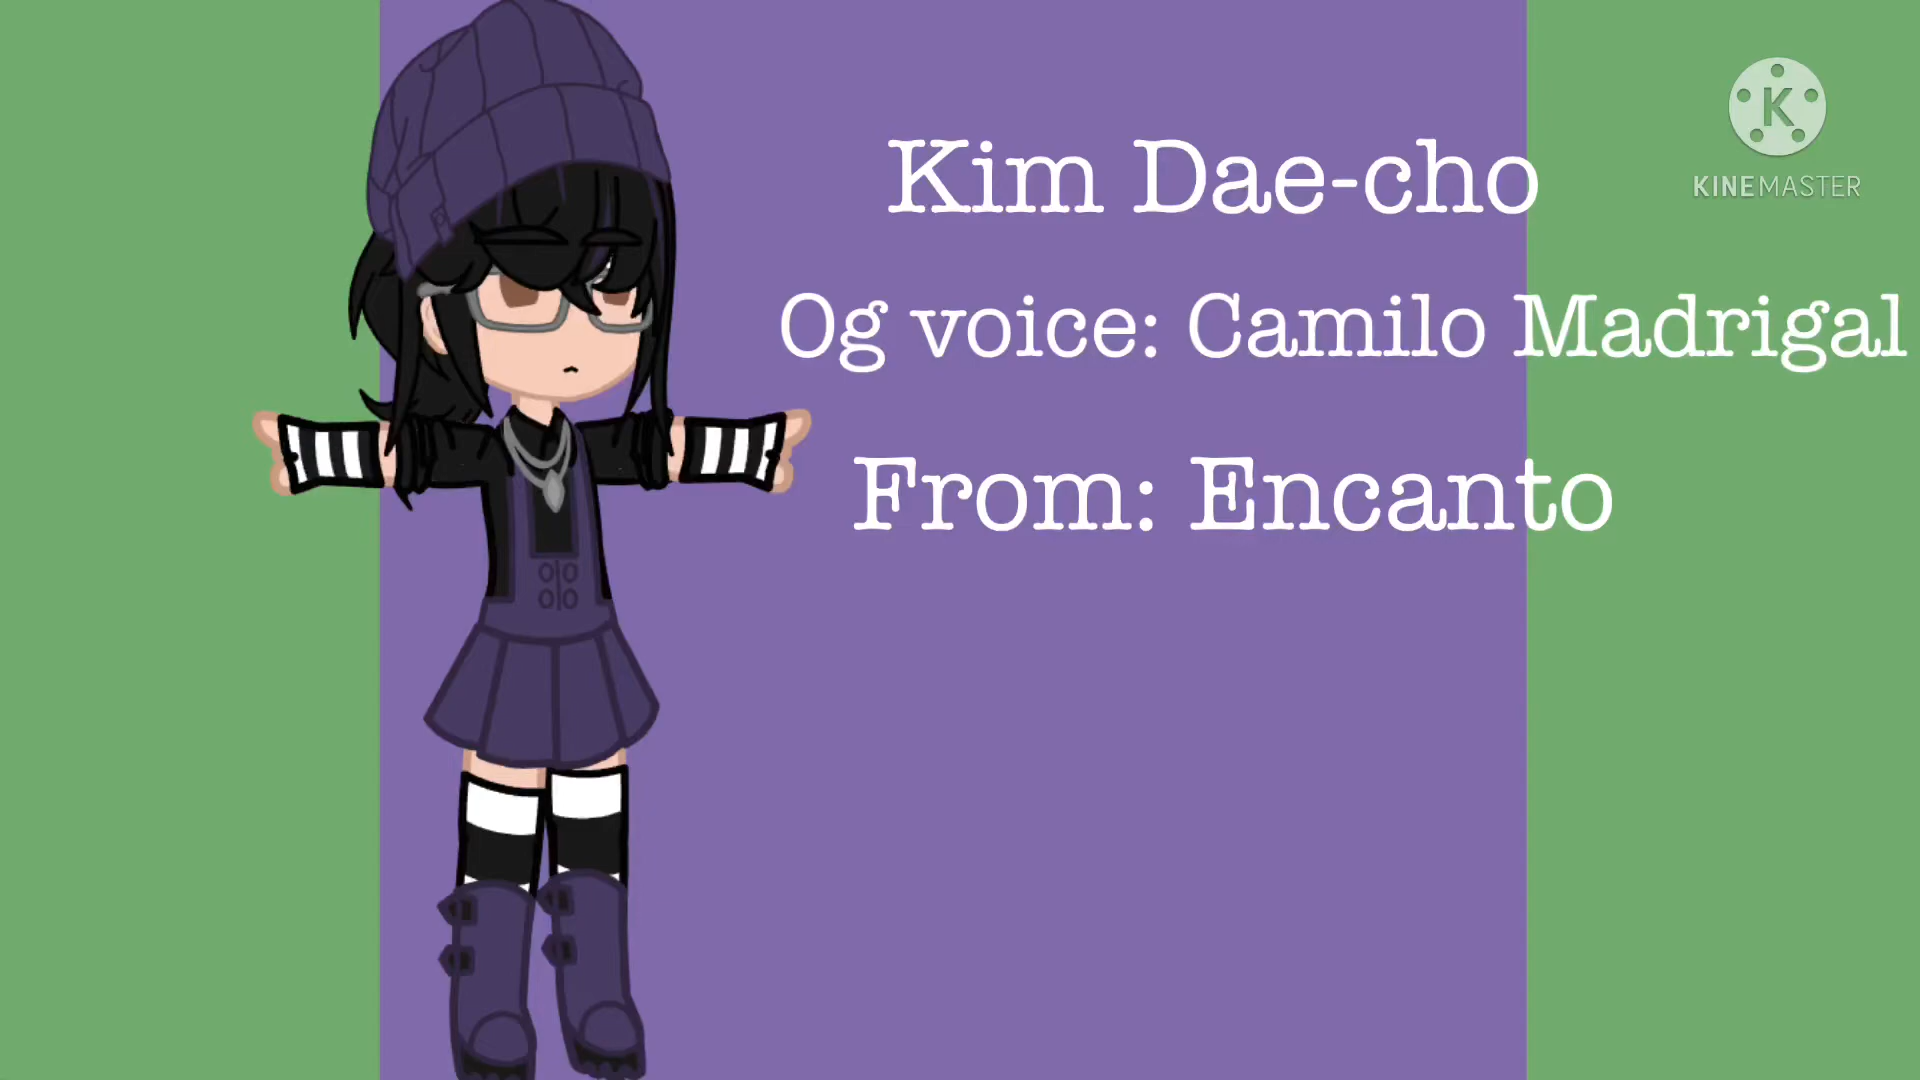 Kim Dae-cho
Og voice: Camilo Madrigal
From: Encanto
K
KINEMASTER